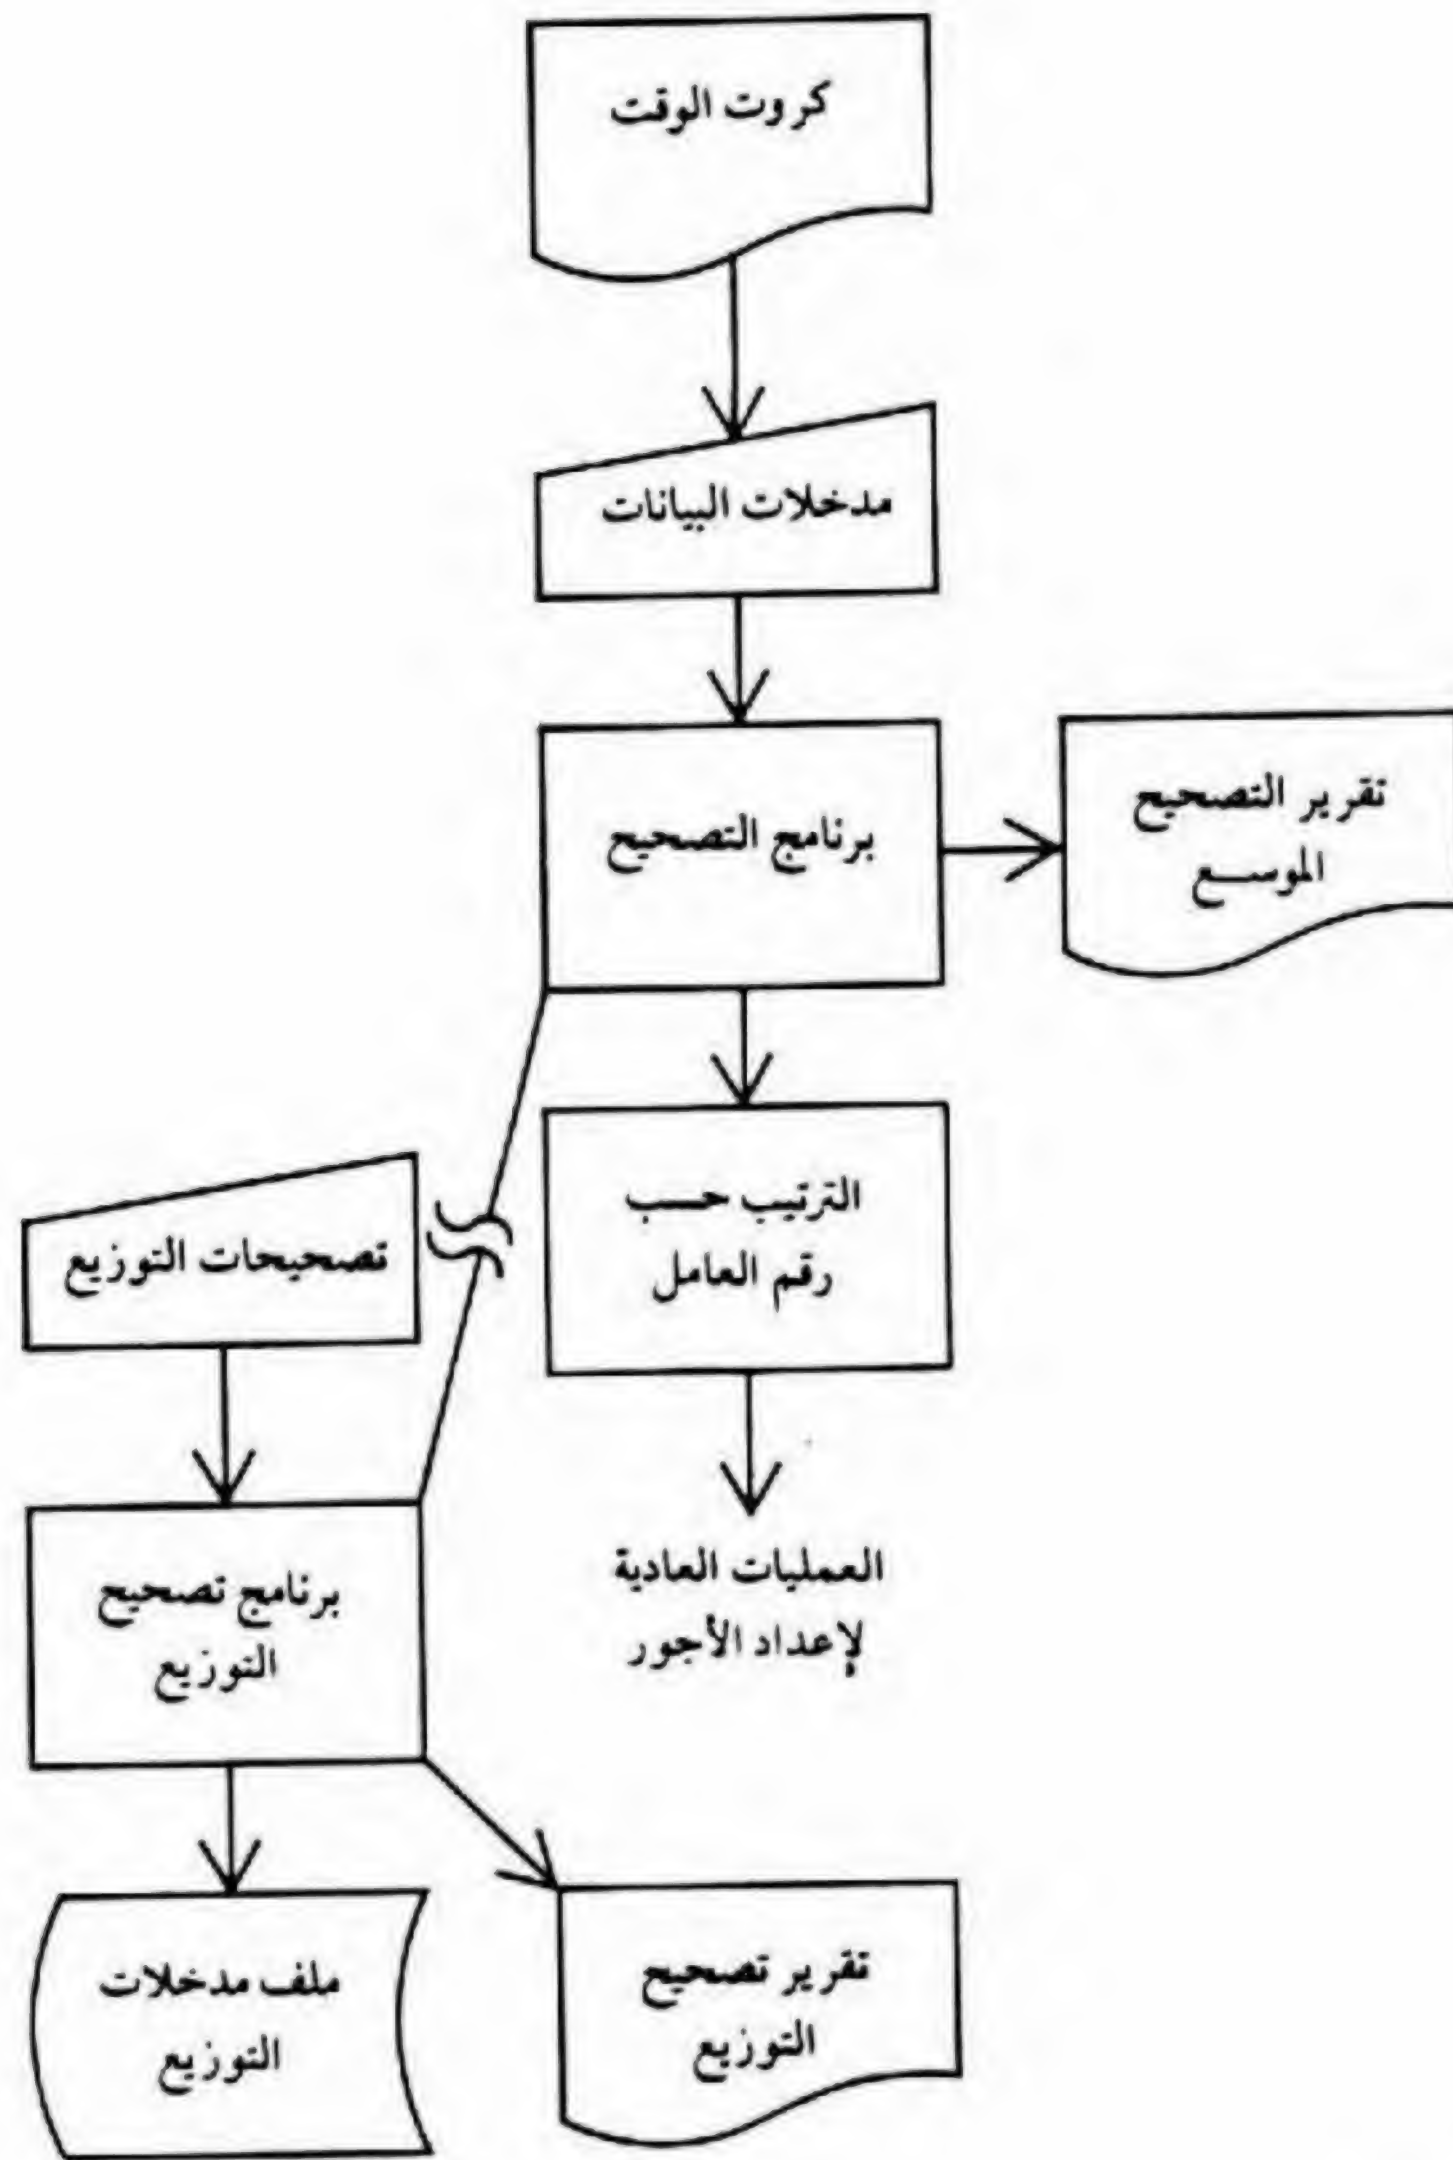 كروت الوقت
مدخلات البيانات
برنامج التصحيح
تقرير التصحيح
الموسع
الترتيب حسب
رقم العامل
تصحيحات التوزيع
العمليات العادية
لإعداد الأجور
برنامج تصحيح
التوزيع
ملف مدخلات
التوزيع
تقرير تصحيح
التوزيع